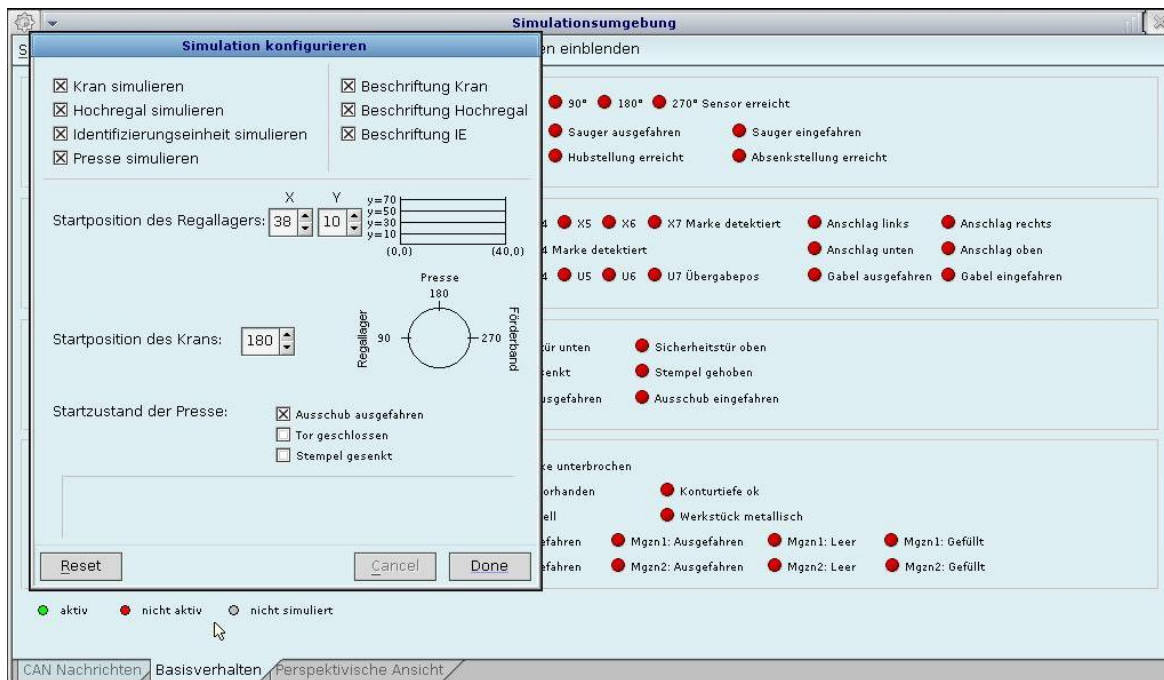 Simulationsumgebung
S
en einblenden
Simulation konfigurieren
Kran simulieren
Hochregal simulieren
Identifizierungseinheit simulieren
Presse simulieren
Beschriftung Kran
Beschriftung Hochregal
Beschriftung IE
Startposition des Regallagers:
X Y
38 10
y=70
y=50
y=30
y=10
(0,0) (40,0)
Startposition des Krans:
180
Presse
180
Regallager
90
270
Förderband
Startzustand der Presse:
Ausschub ausgefahren
Tor geschlossen
Stempel gesenkt
Reset Cancel Done
90° 180° 270° Sensor erreicht
Sauger ausgefahren Sauger eingefahren
Hubstellung erreicht Absenkstellung erreicht
4 X5 X6 X7 Marke detektiert Anschlag links Anschlag rechts
4 Marke detektiert Anschlag unten Anschlag oben
4 U5 U6 U7 Übergabepos Gabel ausgefahren Gabel eingefahren
tür unten Sicherheitstür oben
senkt Stempel gehoben
usgefahren Ausschub eingefahren
ke unterbrochen
orhanden Konturtiefe ok
ell Werkstück metallisch
efahren Mgzn1: Ausgefahren Mgzn1: Leer Mgzn1: Gefüllt
efahren Mgzn2: Ausgefahren Mgzn2: Leer Mgzn2: Gefüllt
aktiv nicht aktiv nicht simuliert
CAN Nachrichten Basisverhalten Perspektivische Ansicht